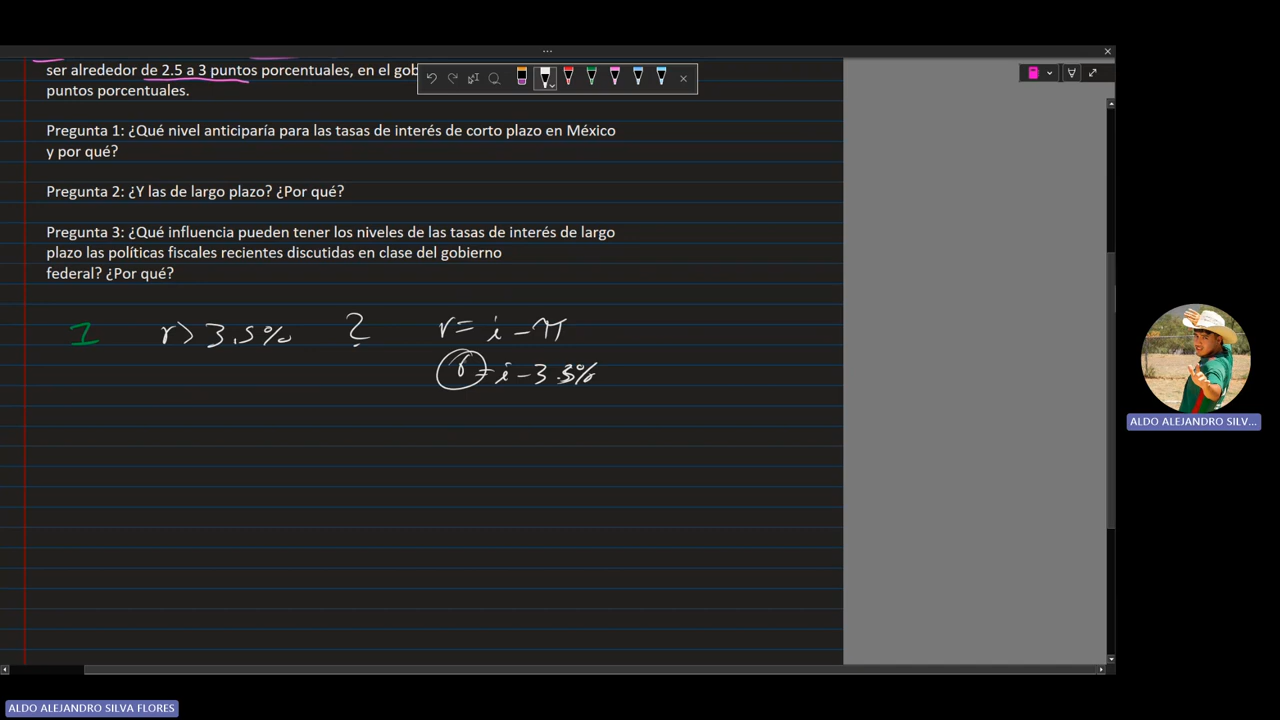 ser alrededor de 2.5 a 3 puntos porcentuales, en el gob
puntos porcentuales.
Pregunta 1: ¿Qué nivel anticiparía para las tasas de interés de corto plazo en México
y por qué?
Pregunta 2: ¿Y las de largo plazo? ¿Por qué?
Pregunta 3: ¿Qué influencia pueden tener los niveles de las tasas de interés de largo
plazo las políticas fiscales recientes discutidas en clase del gobierno
federal? ¿Por qué?
1 r> 3.5% ? r= i - π
r = i - 3.5%
ALDO ALEJANDRO SILV...
ALDO ALEJANDRO SILVA FLORES